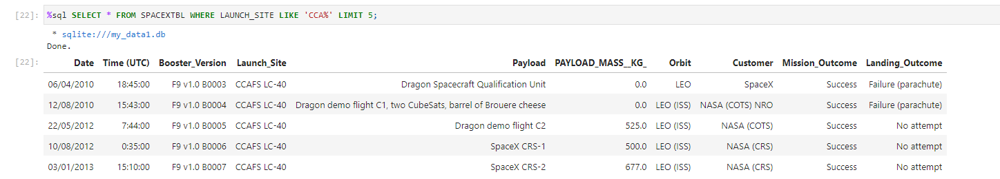 [22]: %sql SELECT * FROM SPACEXTBL WHERE LAUNCH_SITE LIKE 'CCA%' LIMIT 5;
* sqlite:///my_data1.db
Done.
[22]: Date Time (UTC) Booster_Version Launch_Site Payload PAYLOAD_MASS__KG_ Orbit Customer Mission_Outcome Landing_Outcome
06/04/2010 18:45:00 F9 v1.0 B0003 CCAFS LC-40 Dragon Spacecraft Qualification Unit 0.0 LEO SpaceX Success Failure (parachute)
12/08/2010 15:43:00 F9 v1.0 B0004 CCAFS LC-40 Dragon demo flight C1, two CubeSats, barrel of Brouere cheese 0.0 LEO (ISS) NASA (COTS) NRO Success Failure (parachute)
22/05/2012 7:44:00 F9 v1.0 B0005 CCAFS LC-40 Dragon demo flight C2 525.0 LEO (ISS) NASA (COTS) Success No attempt
10/08/2012 0:35:00 F9 v1.0 B0006 CCAFS LC-40 SpaceX CRS-1 500.0 LEO (ISS) NASA (CRS) Success No attempt
03/01/2013 15:10:00 F9 v1.0 B0007 CCAFS LC-40 SpaceX CRS-2 677.0 LEO (ISS) NASA (CRS) Success No attempt